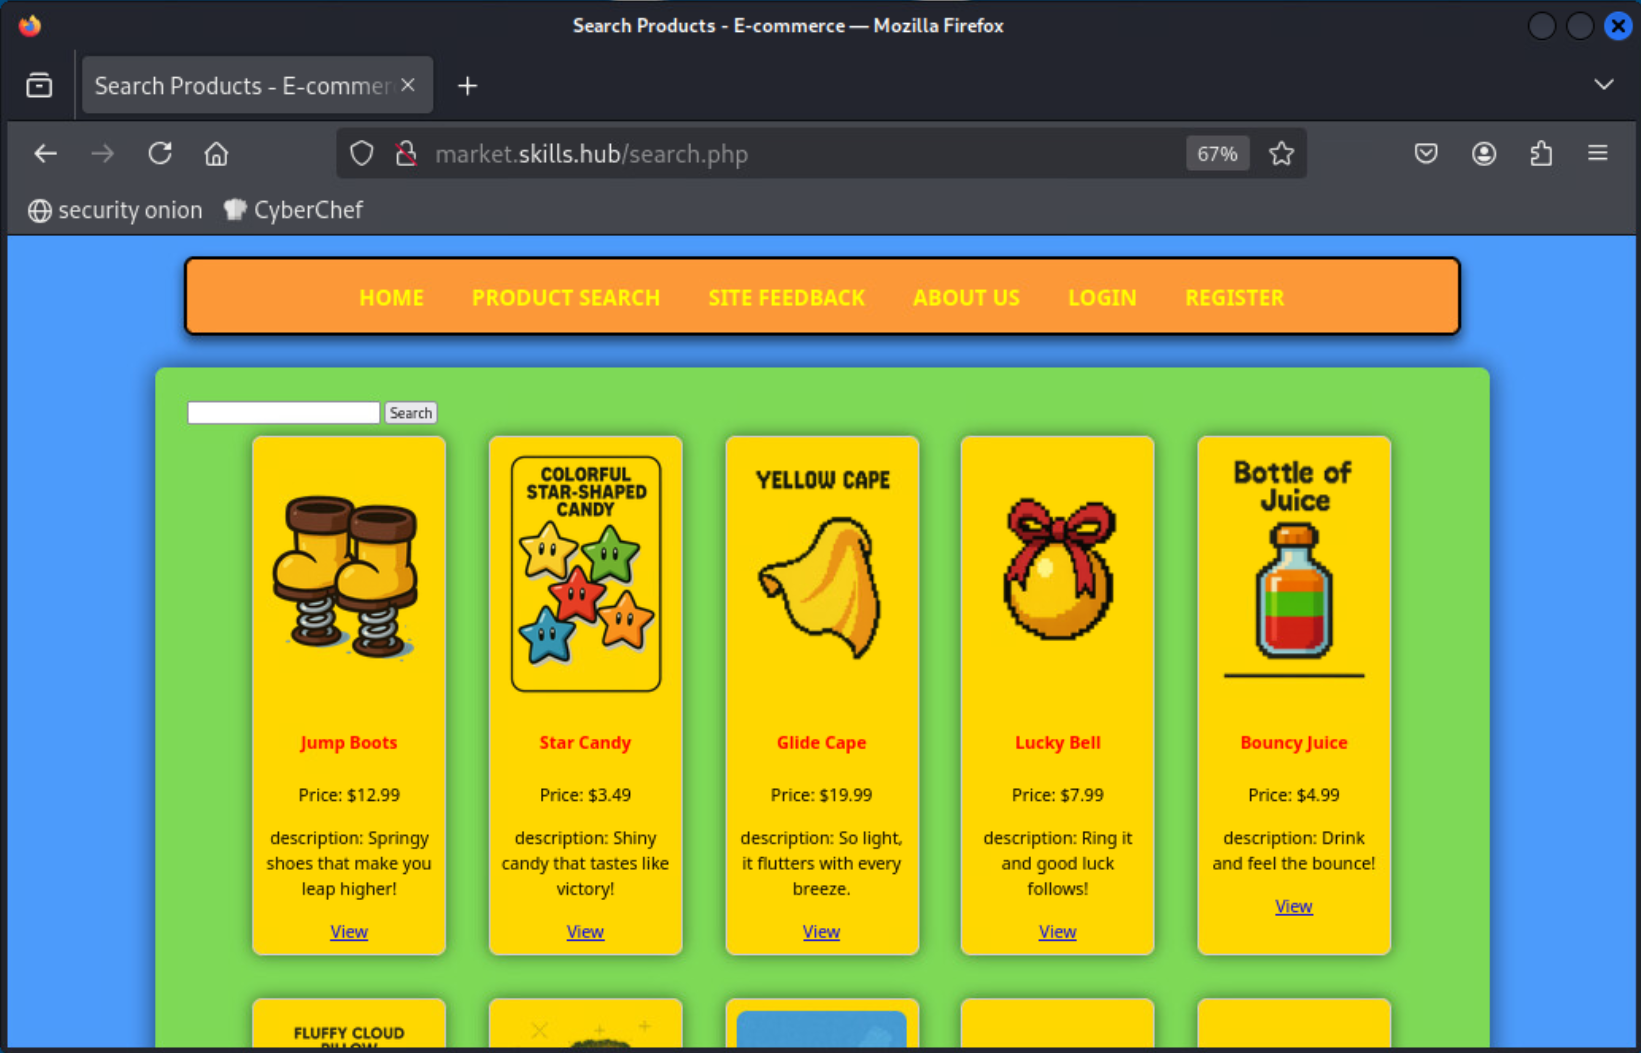 Search Products - E-commerce — Mozilla Firefox
Search Products - E-commer
market.skills.hub/search.php
67%
security onion
CyberChef
HOME
PRODUCT SEARCH
SITE FEEDBACK
ABOUT US
LOGIN
REGISTER
Search
Jump Boots
Price: $12.99
description: Springy
shoes that make you
leap higher!
View
COLORFUL
STAR-SHAPED
CANDY
Star Candy
Price: $3.49
description: Shiny
candy that tastes like
victory!
View
YELLOW CAPE
Glide Cape
Price: $19.99
description: So light,
it flutters with every
breeze.
View
Lucky Bell
Price: $7.99
description: Ring it
and good luck
follows!
View
Bottle of
Juice
Bouncy Juice
Price: $4.99
description: Drink
and feel the bounce!
View
FLUFFY CLOUD